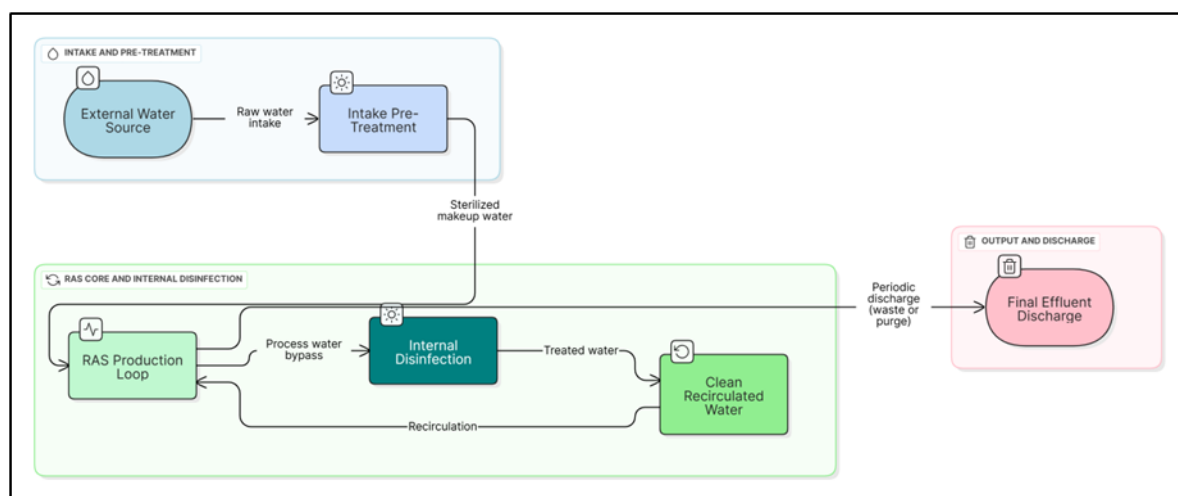 INTAKE AND PRE-TREATMENT
External Water
Source
Raw water
intake
Intake Pre-
Treatment
Sterilized
makeup water
OUTPUT AND DISCHARGE
Final Effluent
Discharge
Periodic
discharge
(waste or
purge)
RAS CORE AND INTERNAL DISINFECTION
RAS Production
Loop
Process water
bypass
Internal
Disinfection
Treated water
Clean
Recirculated
Water
Recirculation